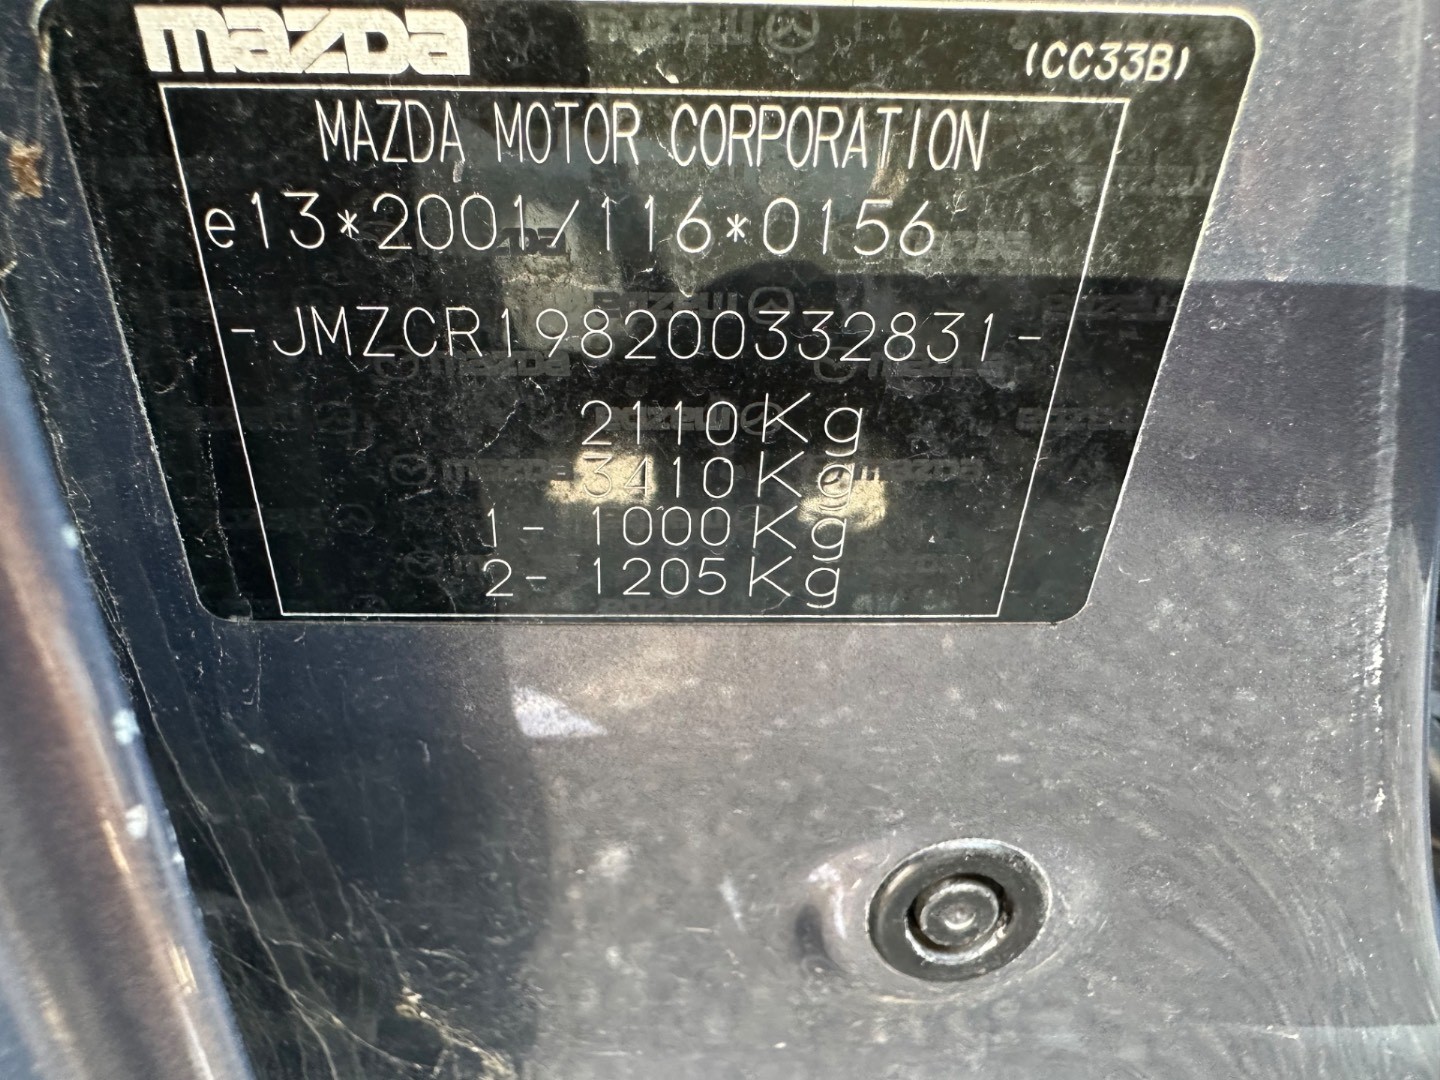 mazda
(CC33B)
MAZDA MOTOR CORPORATION
e13*2001/116*0156
-JMZCR198200332831-
2110Kg
3410Kg
1- 1000Kg
2- 1205Kg